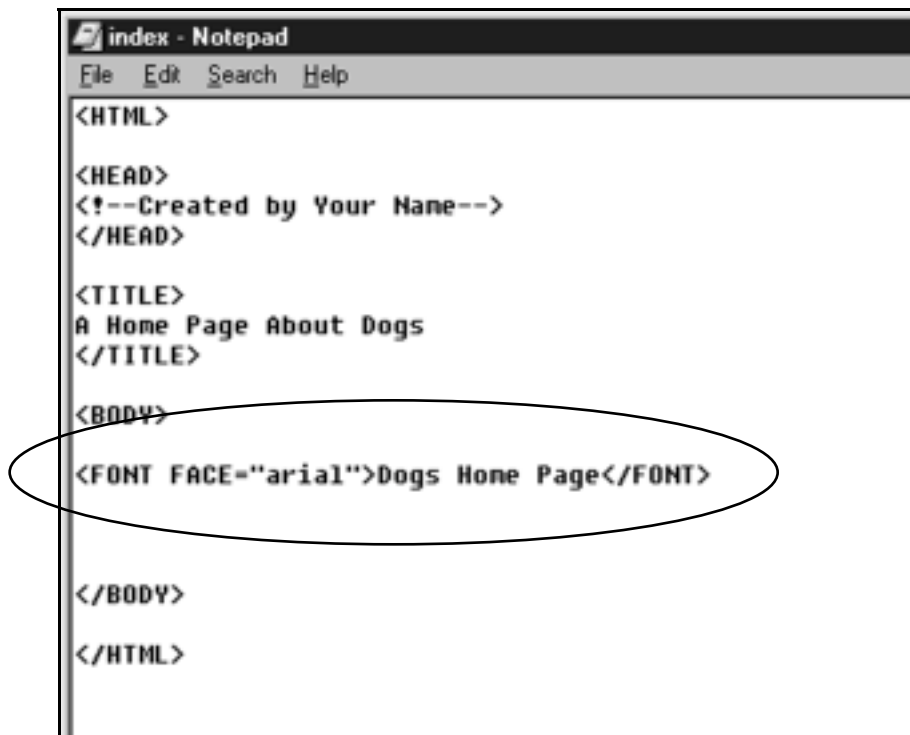 index - Notepad
File Edit Search Help
<HTML>
<HEAD>
<!--Created by Your Name-->
</HEAD>
<TITLE>
A Home Page About Dogs
</TITLE>
<BODY>
<FONT FACE="arial">Dogs Home Page</FONT>
</BODY>
</HTML>